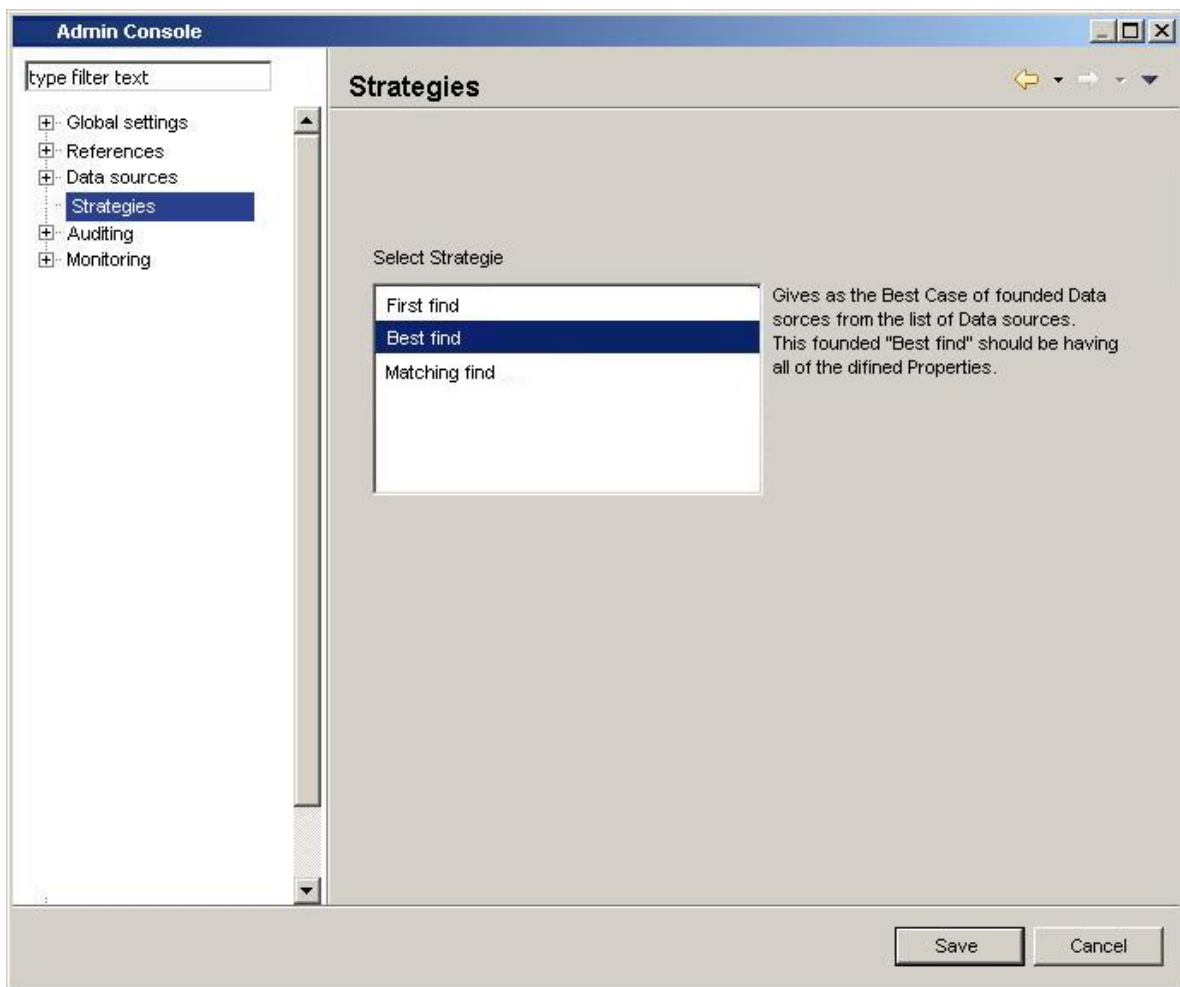 Admin Console
type filter text
Strategies
Global settings
References
Data sources
Strategies
Auditing
Monitoring
Select Strategie
First find
Best find
Matching find
Gives as the Best Case of founded Data
sorces from the list of Data sources.
This founded "Best find" should be having
all of the difined Properties.
Save
Cancel